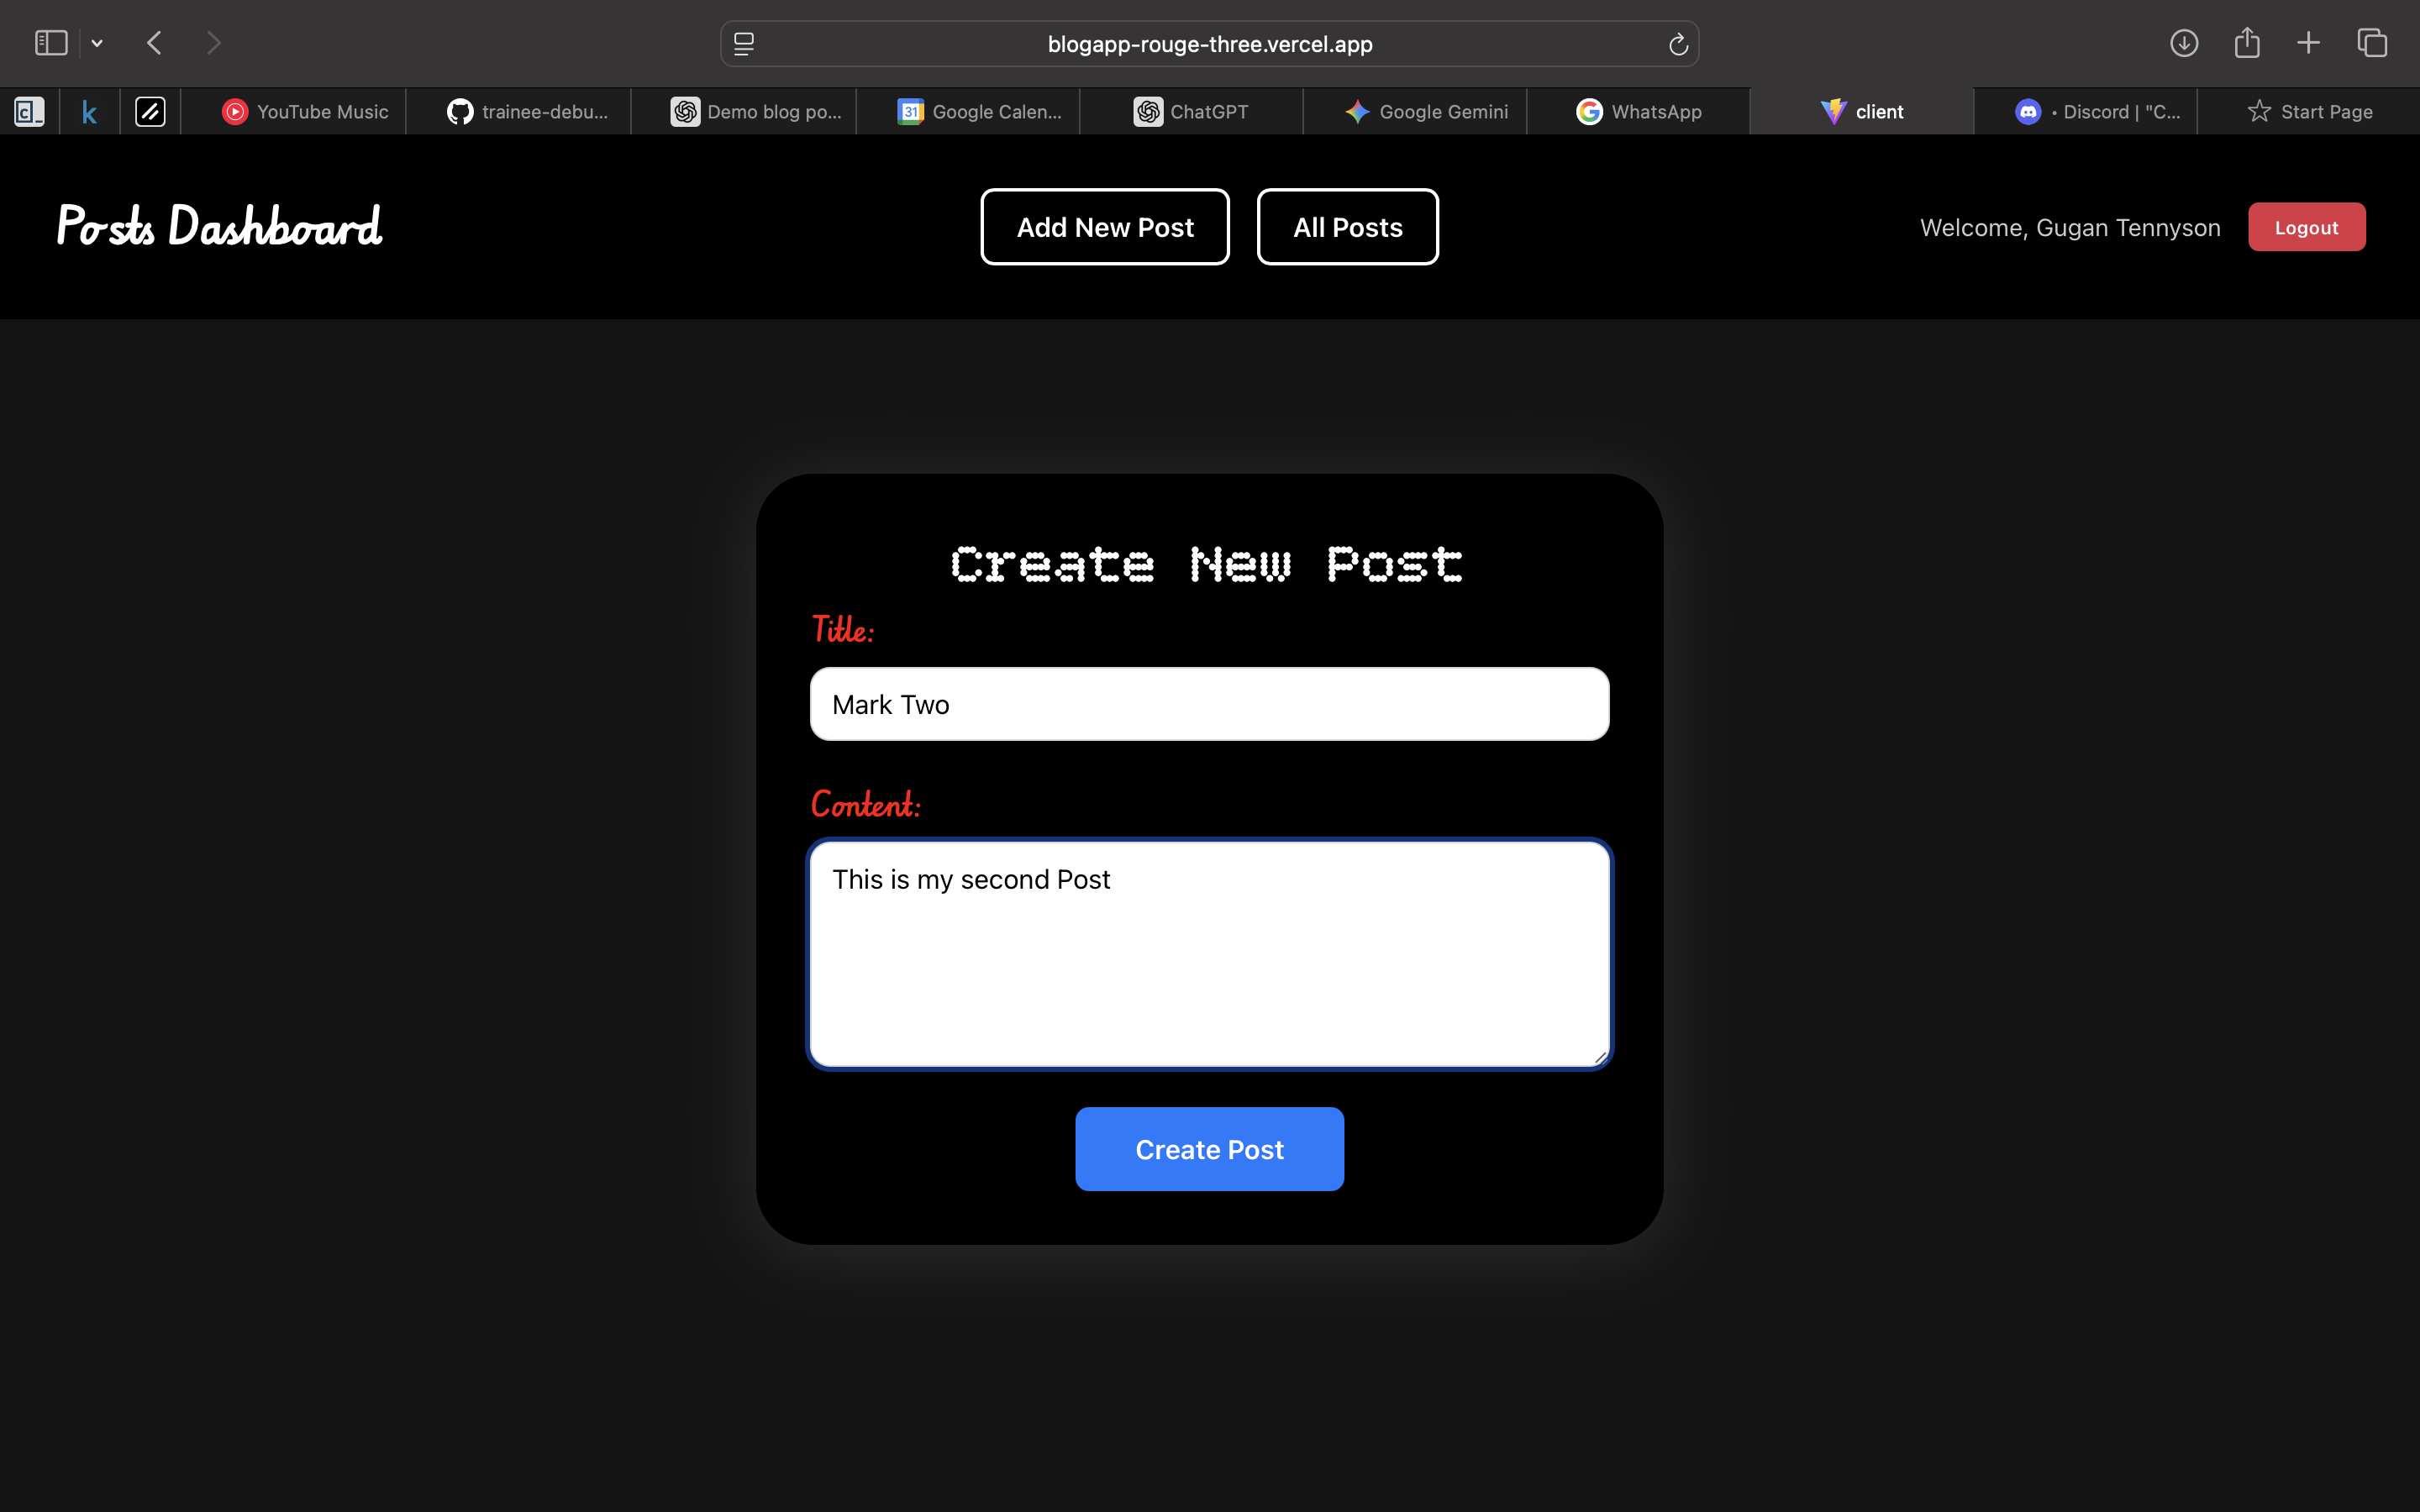 blogapp-rouge-three.vercel.app
YouTube Music
trainee-debu...
Demo blog po...
Google Calen...
ChatGPT
Google Gemini
WhatsApp
client
• Discord | "C...
Start Page
Posts Dashboard
Add New Post
All Posts
Welcome, Gugan Tennyson
Logout
Create New Post
Title:
Mark Two
Content:
This is my second Post
Create Post